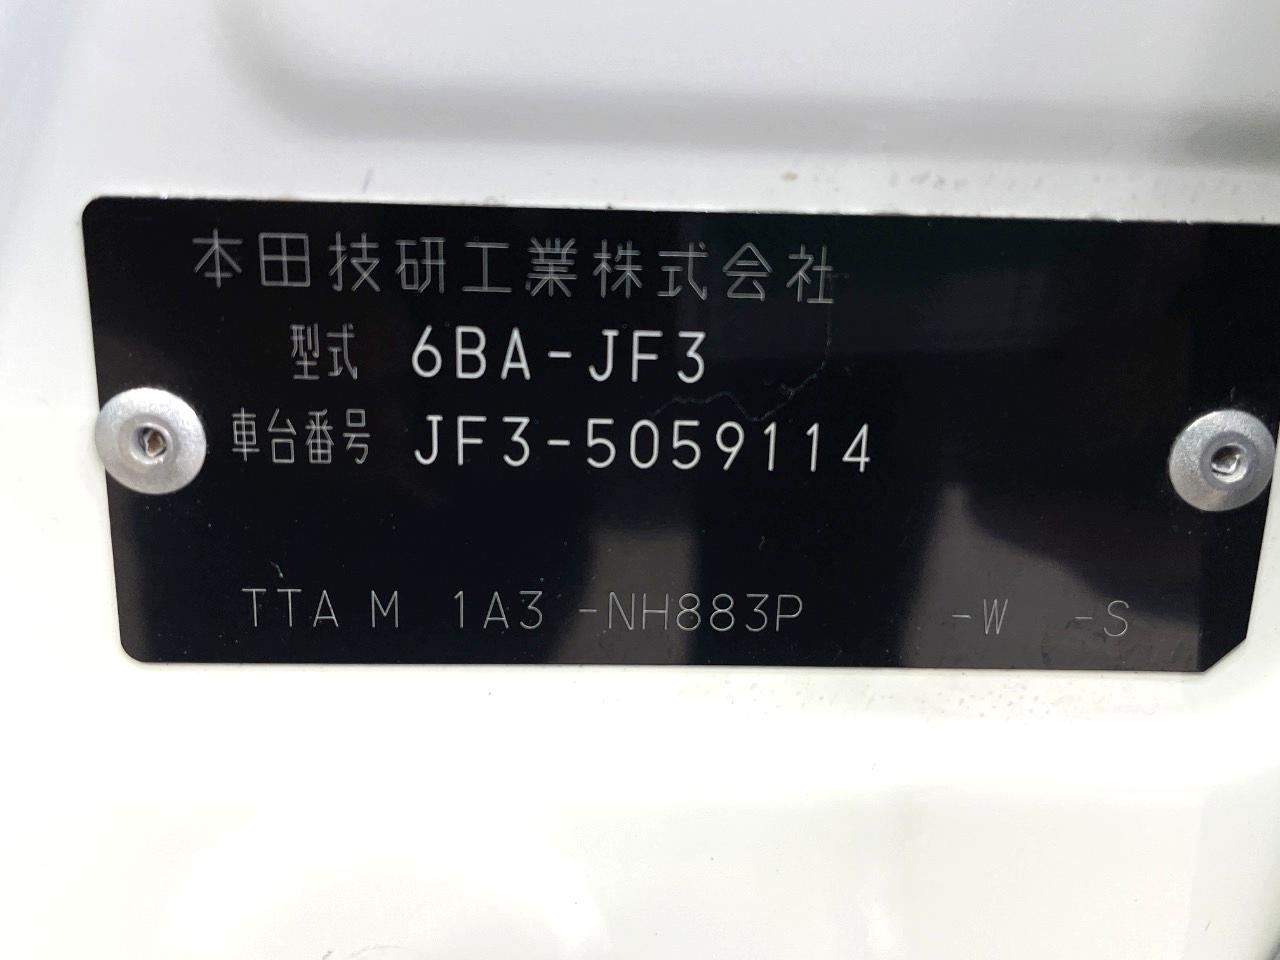 本田技研工業株式会社
型式 6BA-JF3
車台番号 JF3-5059114
TTA M 1A3 -NH883P -W -S